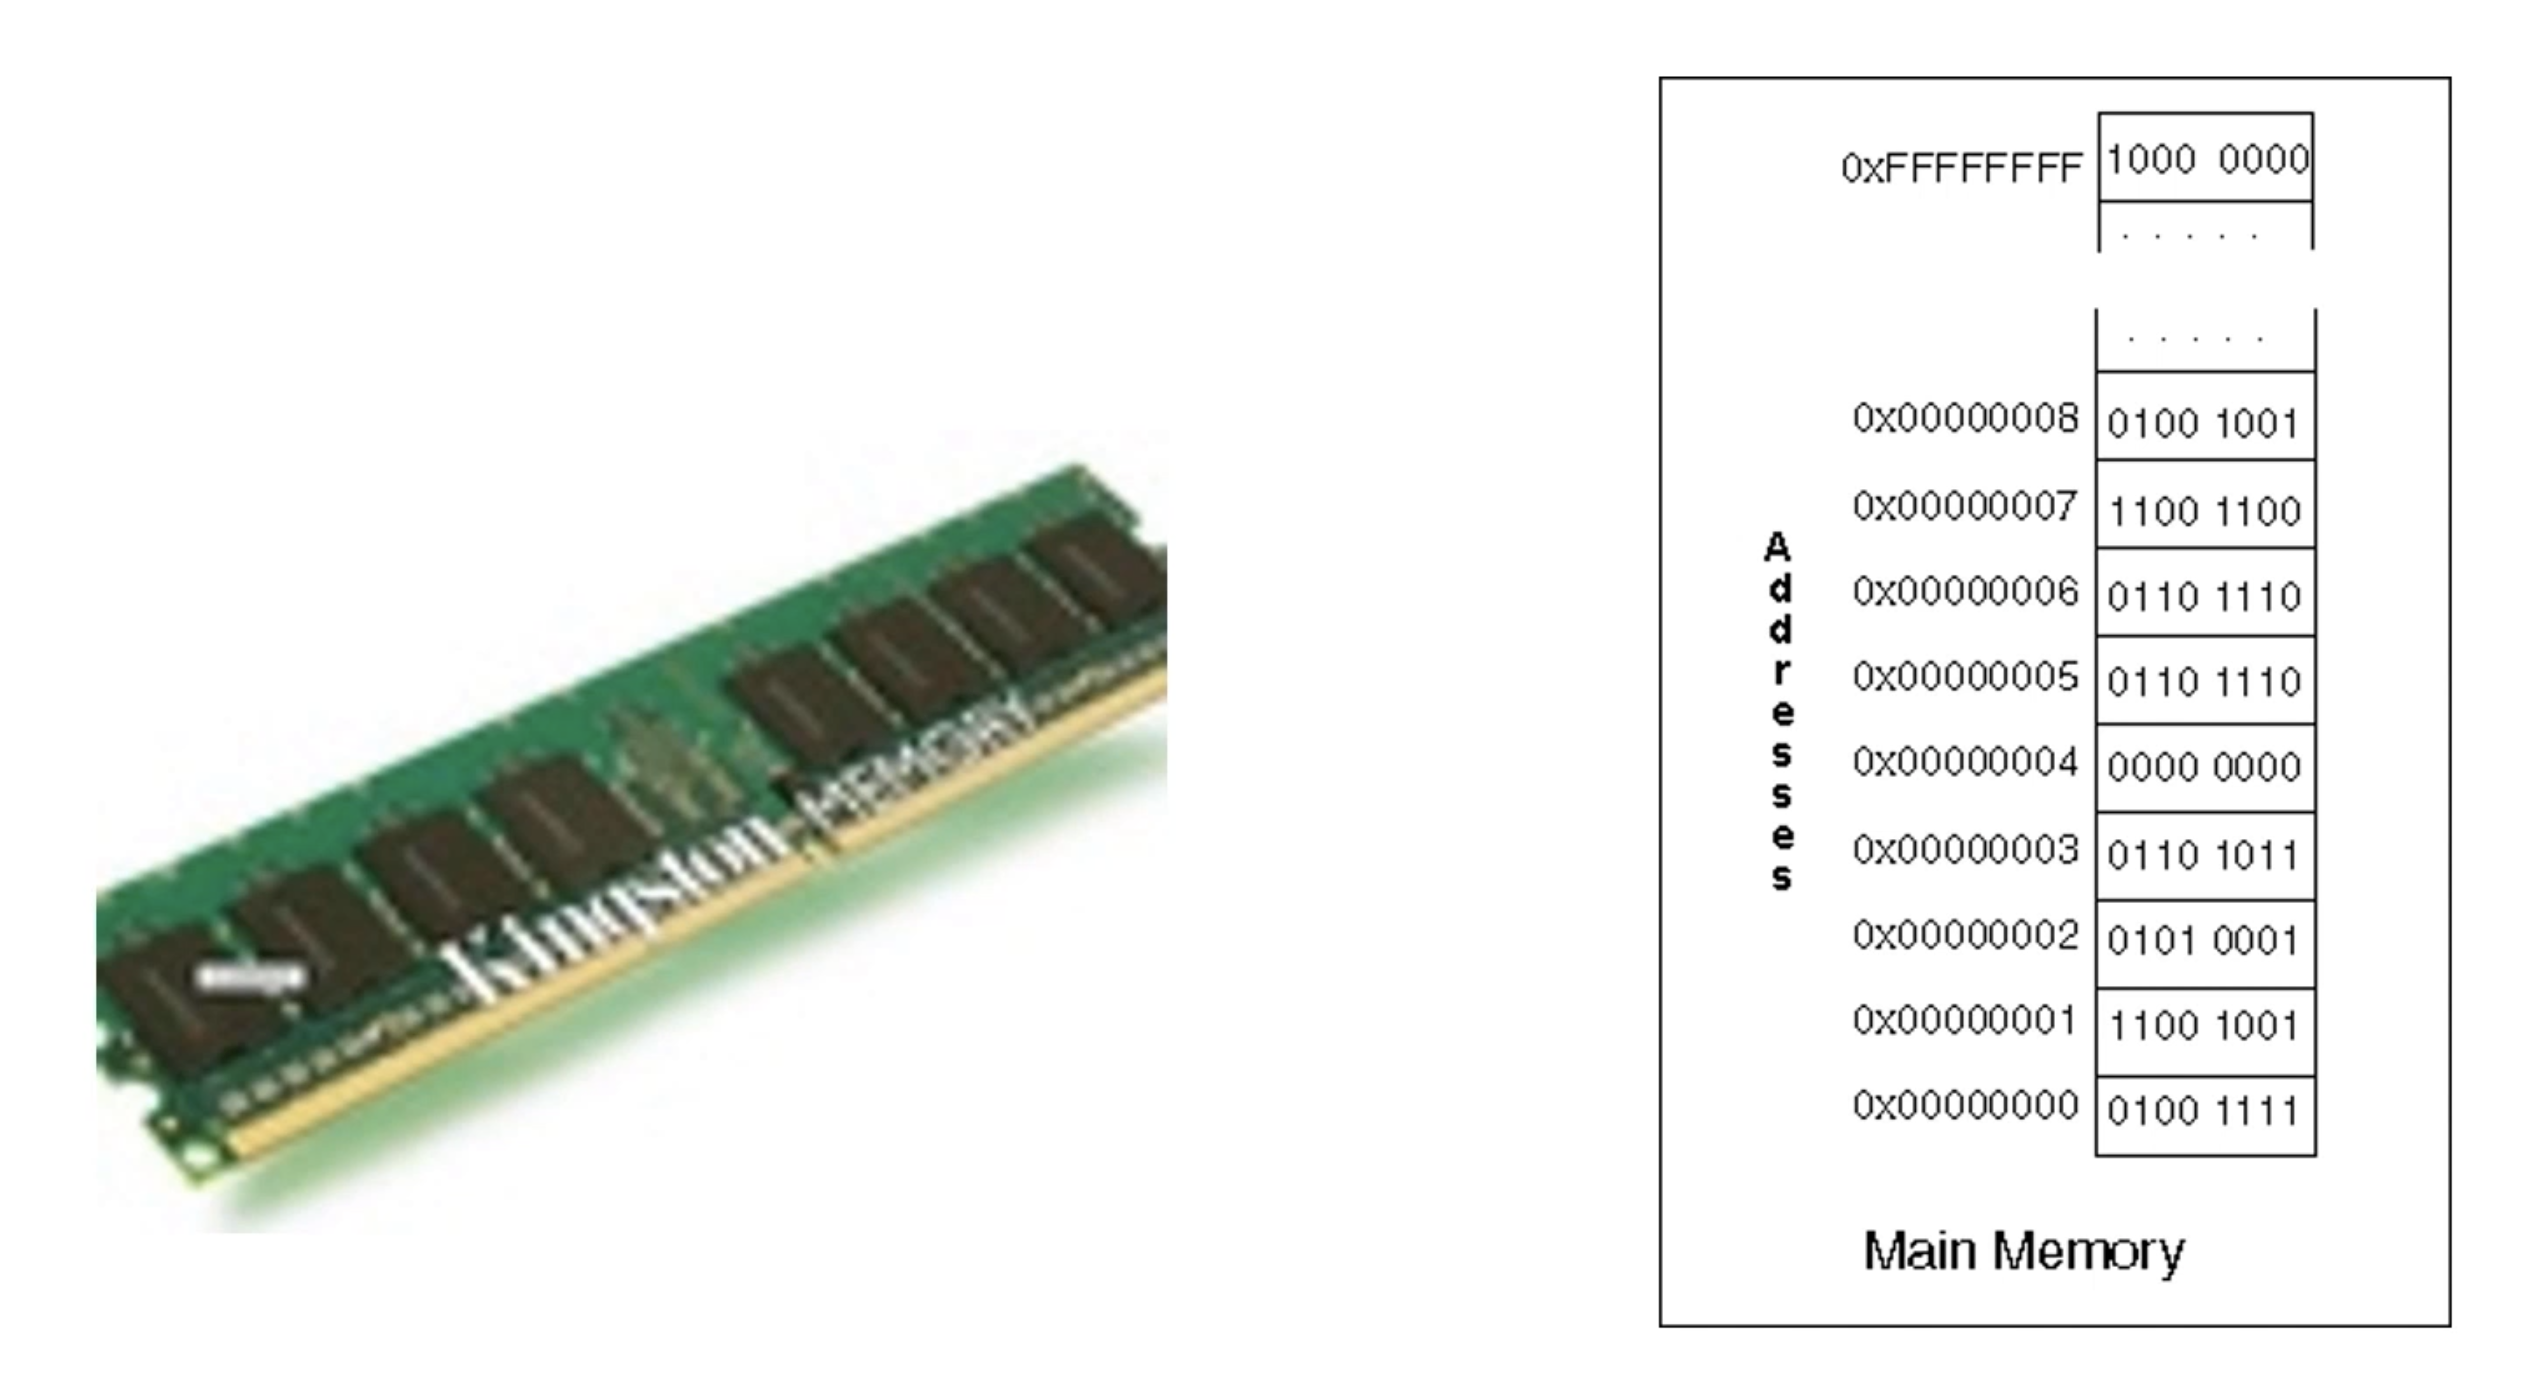 Kingston
MEMORY
0xFFFFFFFF 1000 0000
. . . . .
. . . . .
0x00000008 0100 1001
0x00000007 1100 1100
0x00000006 0110 1110
0x00000005 0110 1110
0x00000004 0000 0000
0x00000003 0110 1011
0x00000002 0101 0001
0x00000001 1100 1001
0x00000000 0100 1111
Addresses
Main Memory